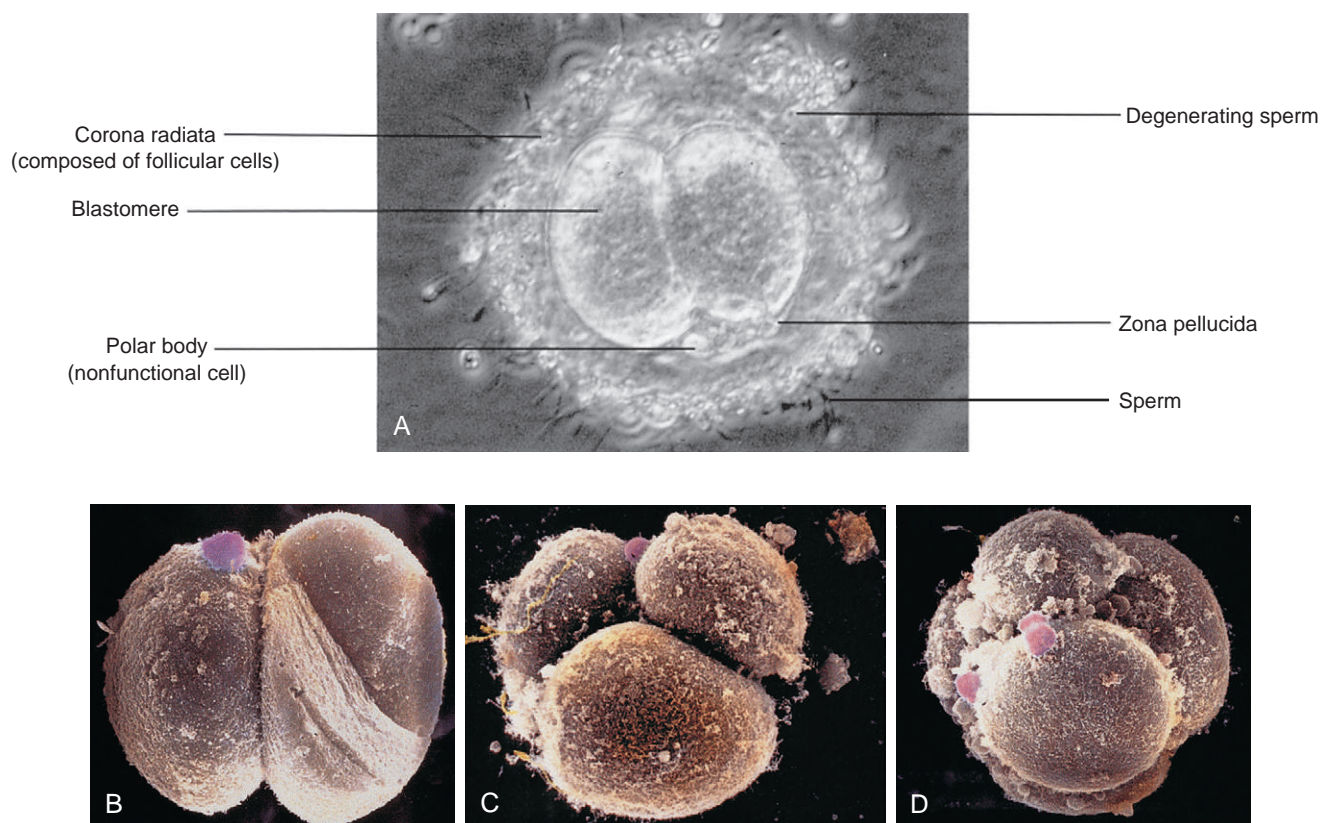 Corona radiata
(composed of follicular cells)
Blastomere
Polar body
(nonfunctional cell)
Degenerating sperm
Zona pellucida
Sperm
A
B
C
D